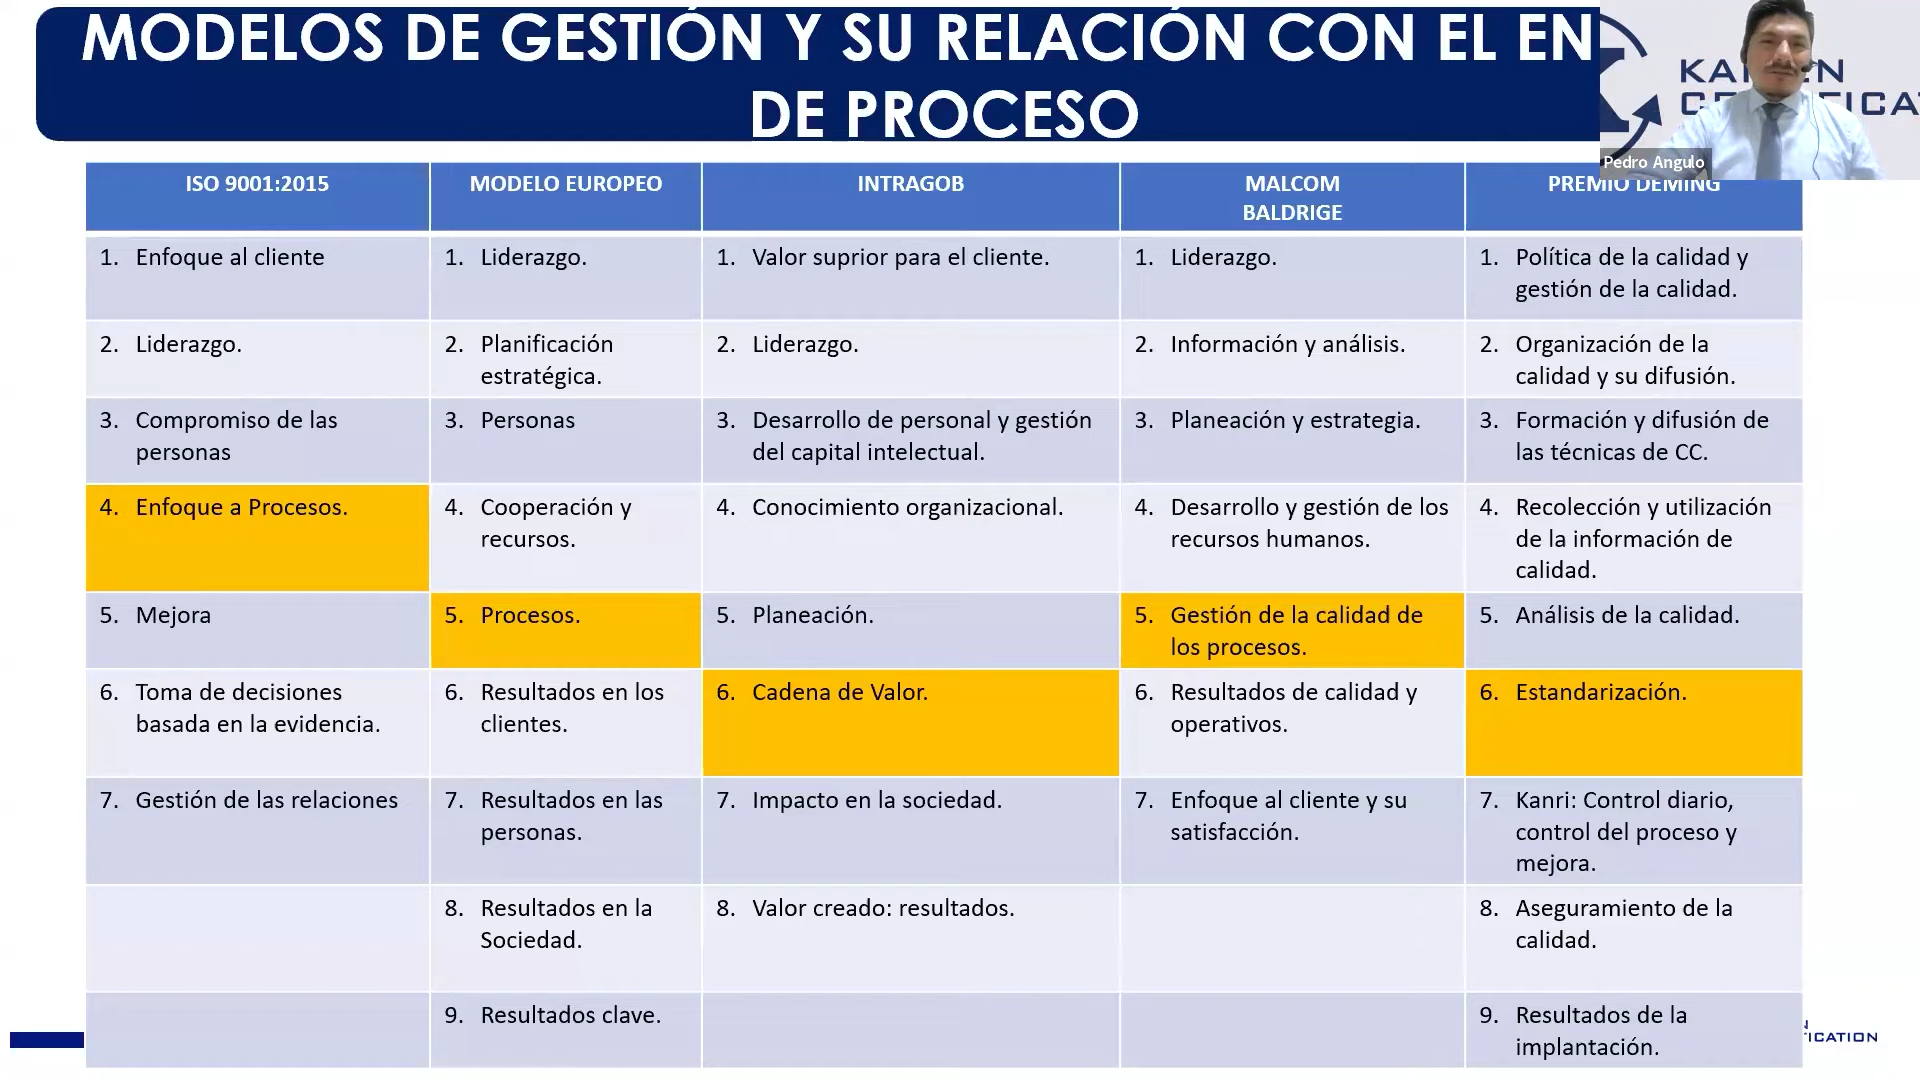 MODELOS DE GESTIÓN Y SU RELACIÓN CON EL EN
DE PROCESO
Pedro Angulo
ISO 9001:2015
MODELO EUROPEO
INTRAGOB
MALCOM
BALDRIGE
PREMIO DEMING
1. Enfoque al cliente
1. Liderazgo.
1. Valor suprior para el cliente.
1. Liderazgo.
1. Política de la calidad y
gestión de la calidad.
2. Liderazgo.
2. Planificación
estratégica.
2. Liderazgo.
2. Información y análisis.
2. Organización de la
calidad y su difusión.
3. Compromiso de las
personas
3. Personas
3. Desarrollo de personal y gestión
del capital intelectual.
3. Planeación y estrategia.
3. Formación y difusión de
las técnicas de CC.
4. Enfoque a Procesos.
4. Cooperación y
recursos.
4. Conocimiento organizacional.
4. Desarrollo y gestión de los
recursos humanos.
4. Recolección y utilización
de la información de
calidad.
5. Mejora
5. Procesos.
5. Planeación.
5. Gestión de la calidad de
los procesos.
5. Análisis de la calidad.
6. Toma de decisiones
basada en la evidencia.
6. Resultados en los
clientes.
6. Cadena de Valor.
6. Resultados de calidad y
operativos.
6. Estandarización.
7. Gestión de las relaciones
7. Resultados en las
personas.
7. Impacto en la sociedad.
7. Enfoque al cliente y su
satisfacción.
7. Kanri: Control diario,
control del proceso y
mejora.
8. Resultados en la
Sociedad.
8. Valor creado: resultados.
8. Aseguramiento de la
calidad.
9. Resultados clave.
9. Resultados de la
implantación.